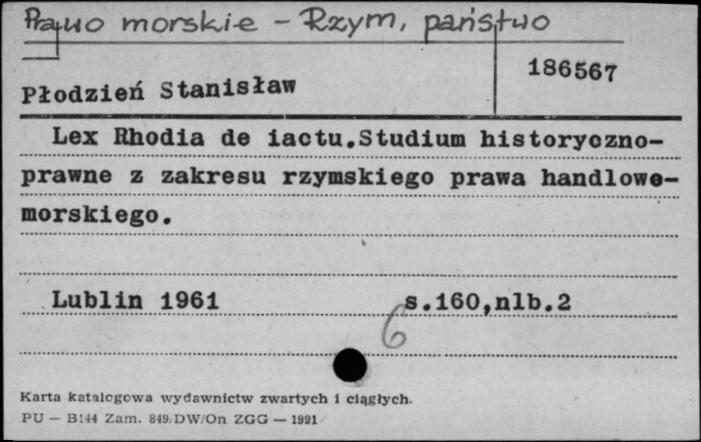 Prawo morskie - Rzym, państwo
186567
Płodzień Stanisław
Lex Rhodia de iactu.Studium historyczno-
prawne z zakresu rzymskiego prawa handlowo-
morskiego.
Lublin 1961 s.160,nlb.2
6
Karta katalogowa wydawnictw zwartych i ciągłych.
PU — B144 Zam. 849/DW/On ZGG — 1991